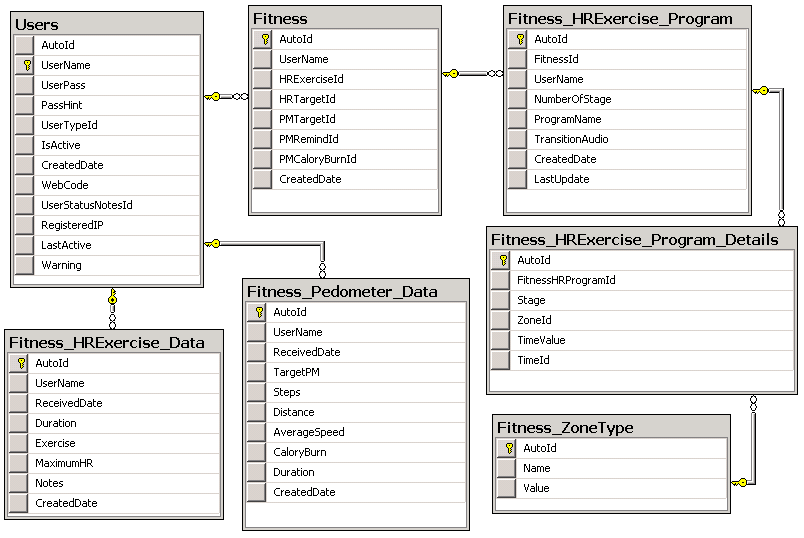 Users
AutoId
UserName
UserPass
PassHint
UserTypeId
IsActive
CreatedDate
WebCode
UserStatusNotesId
RegisteredIP
LastActive
Warning
Fitness
AutoId
UserName
HRExerciseId
HRTargetId
PMTargetId
PMRemindId
PMCaloryBurnId
CreatedDate
Fitness_HRExercise_Program
AutoId
FitnessId
UserName
NumberOfStage
ProgramName
TransitionAudio
CreatedDate
LastUpdate
Fitness_HRExercise_Program_Details
AutoId
FitnessHRProgramId
Stage
ZoneId
TimeValue
TimeId
Fitness_Pedometer_Data
AutoId
UserName
ReceivedDate
TargetPM
Steps
Distance
AverageSpeed
CaloryBurn
Duration
CreatedDate
Fitness_HRExercise_Data
AutoId
UserName
ReceivedDate
Duration
Exercise
MaximumHR
Notes
CreatedDate
Fitness_ZoneType
AutoId
Name
Value